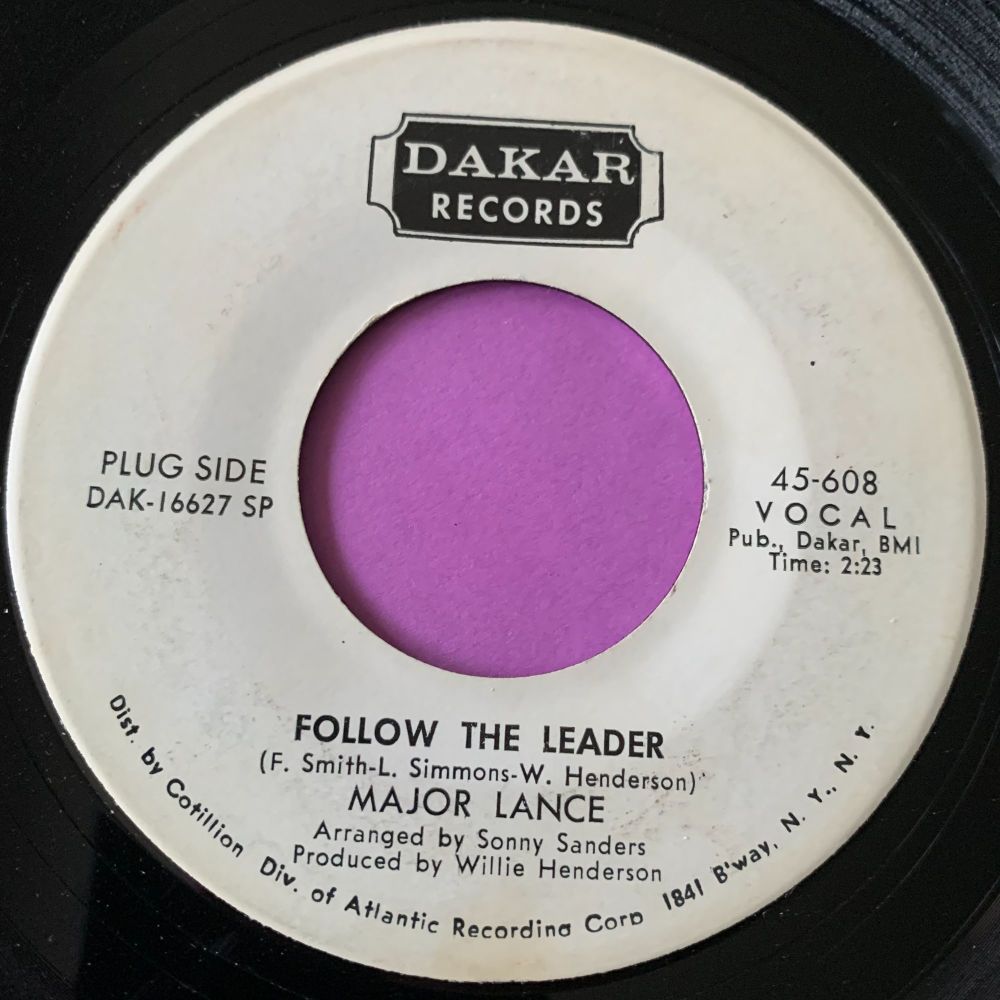 DAKAR
RECORDS
PLUG SIDE
DAK-16627 SP
45-608
VOCAL
Pub., Dakar, BMI
Time: 2:23
FOLLOW THE LEADER
(F. Smith-L. Simmons-W. Henderson)
MAJOR LANCE
Arranged by Sonny Sanders
Produced by Willie Henderson
Dist. by Cotillion Div. of Atlantic Recording Corp 1841 B'way, N. Y., N. Y.